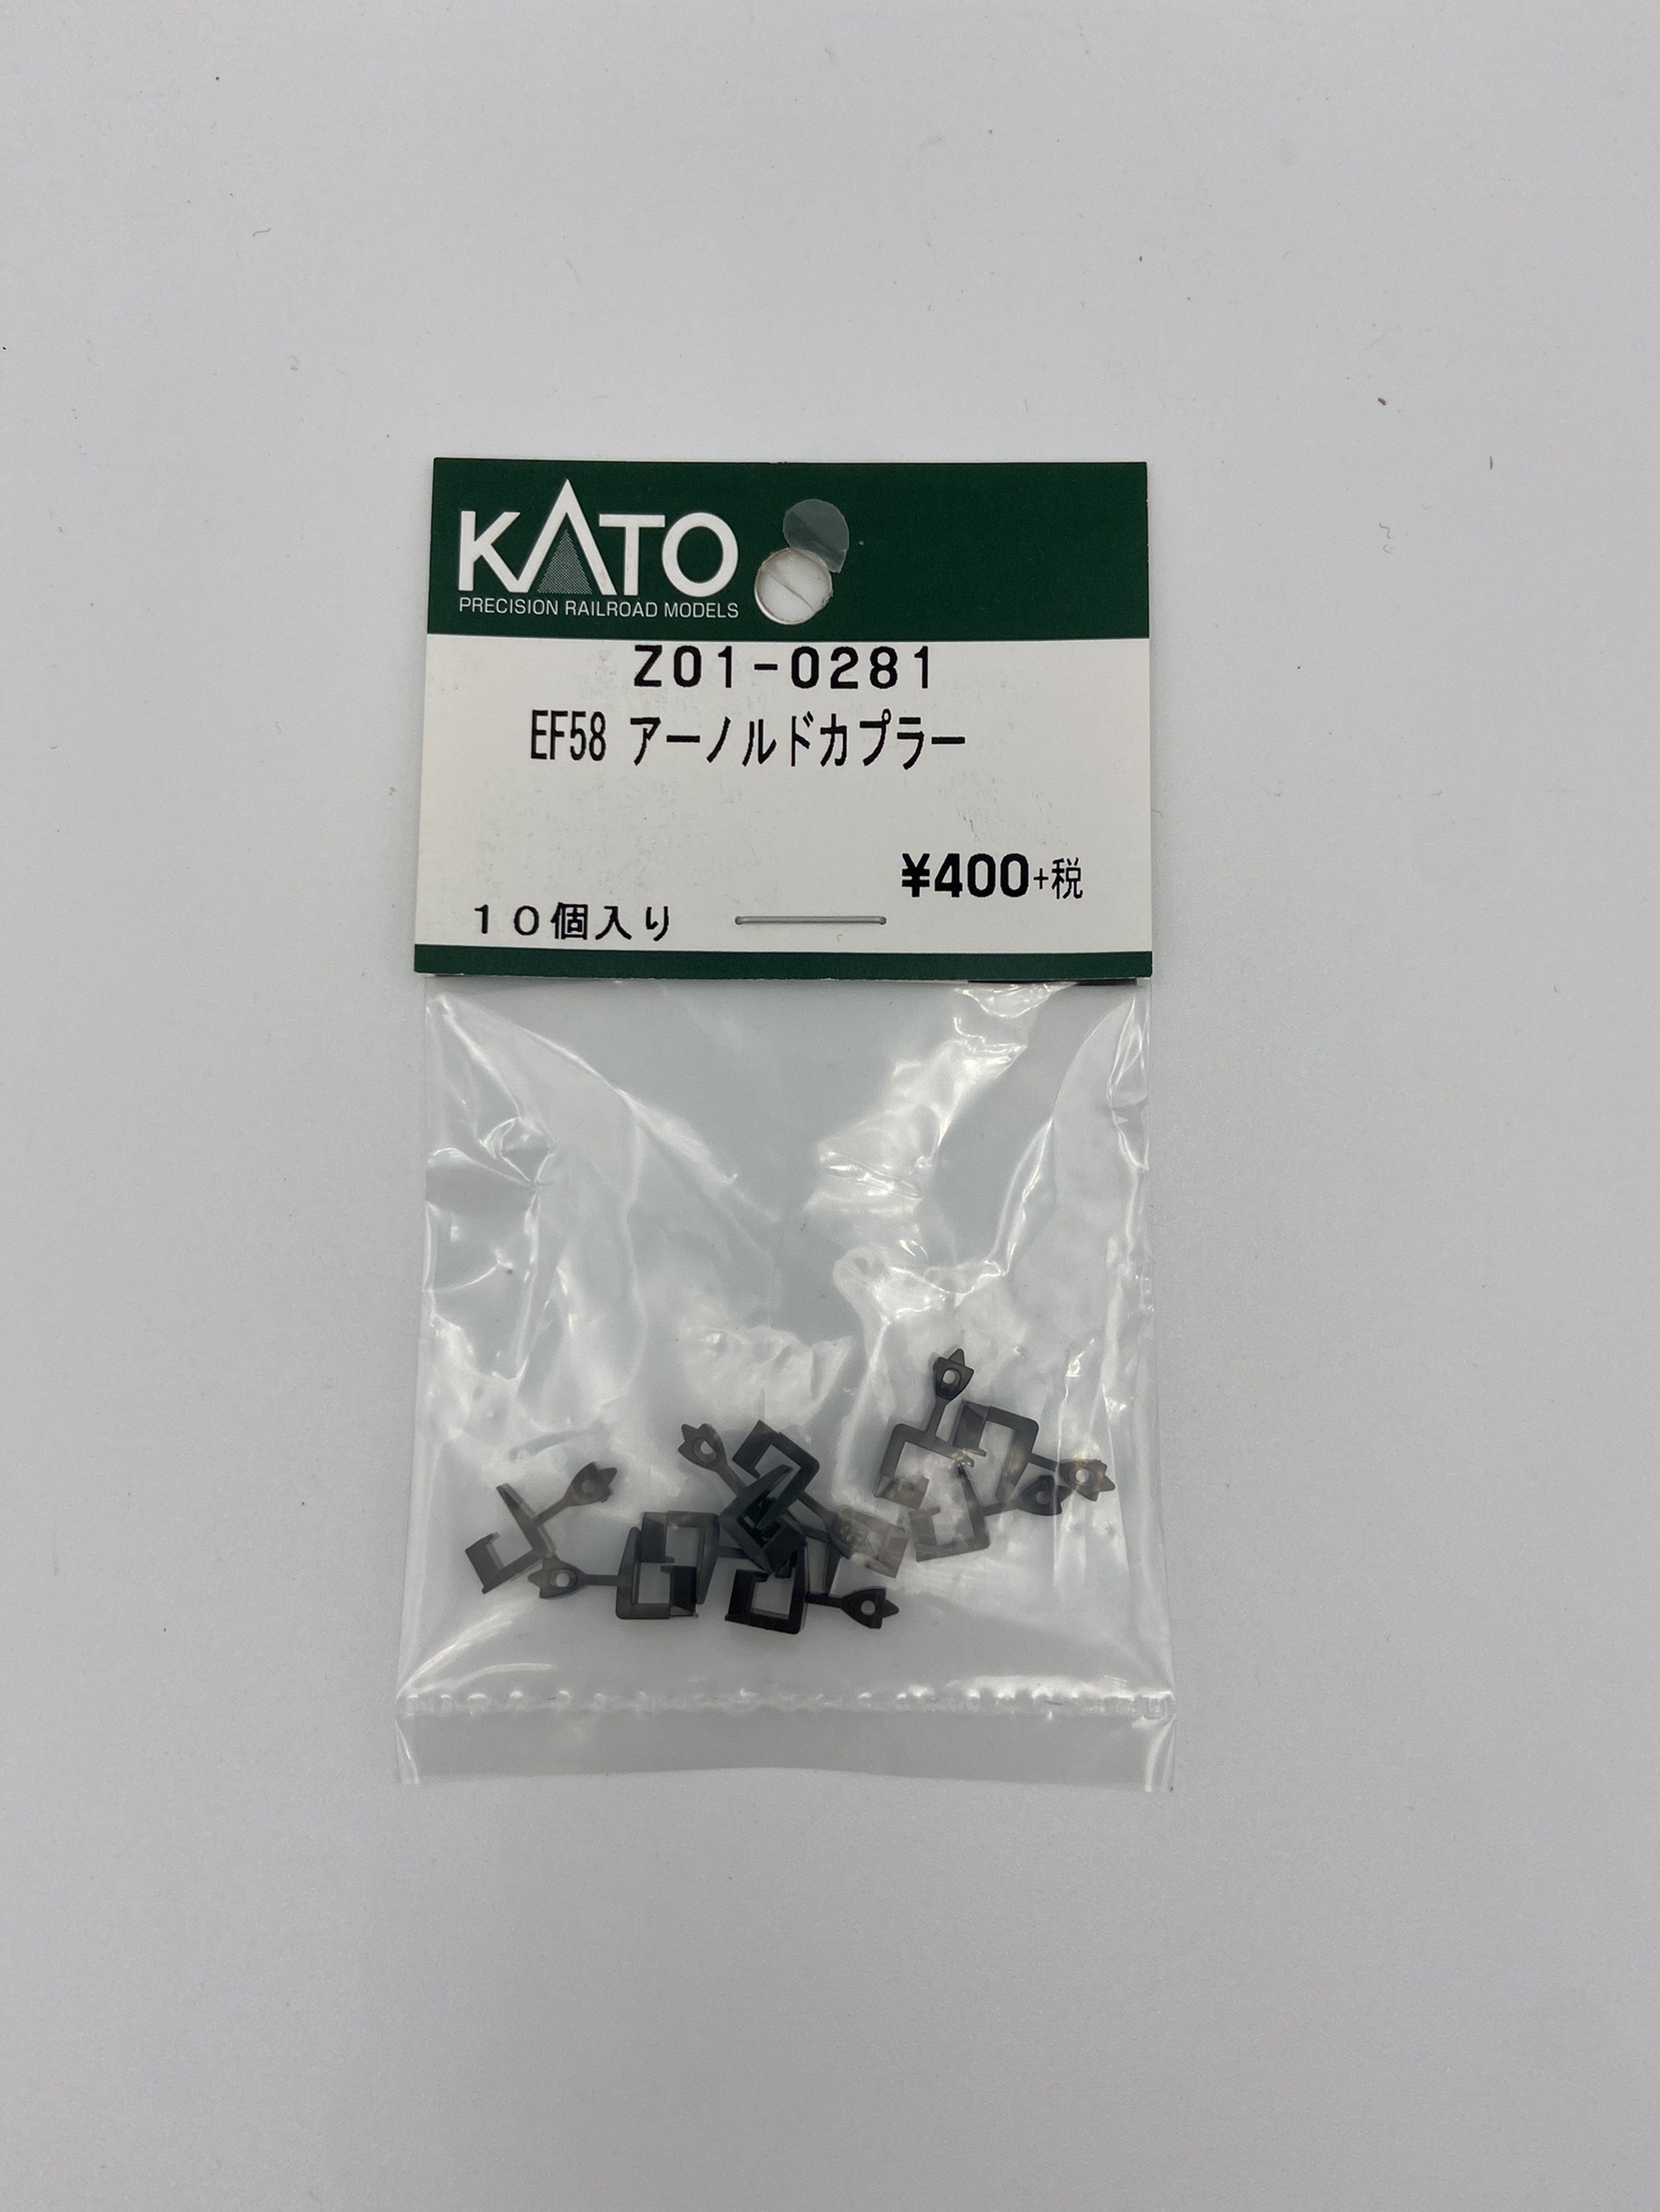 KATO
PRECISION RAILROAD MODELS
Z01-0281
EF58 アーノルドカプラー
¥400+税
10個入り